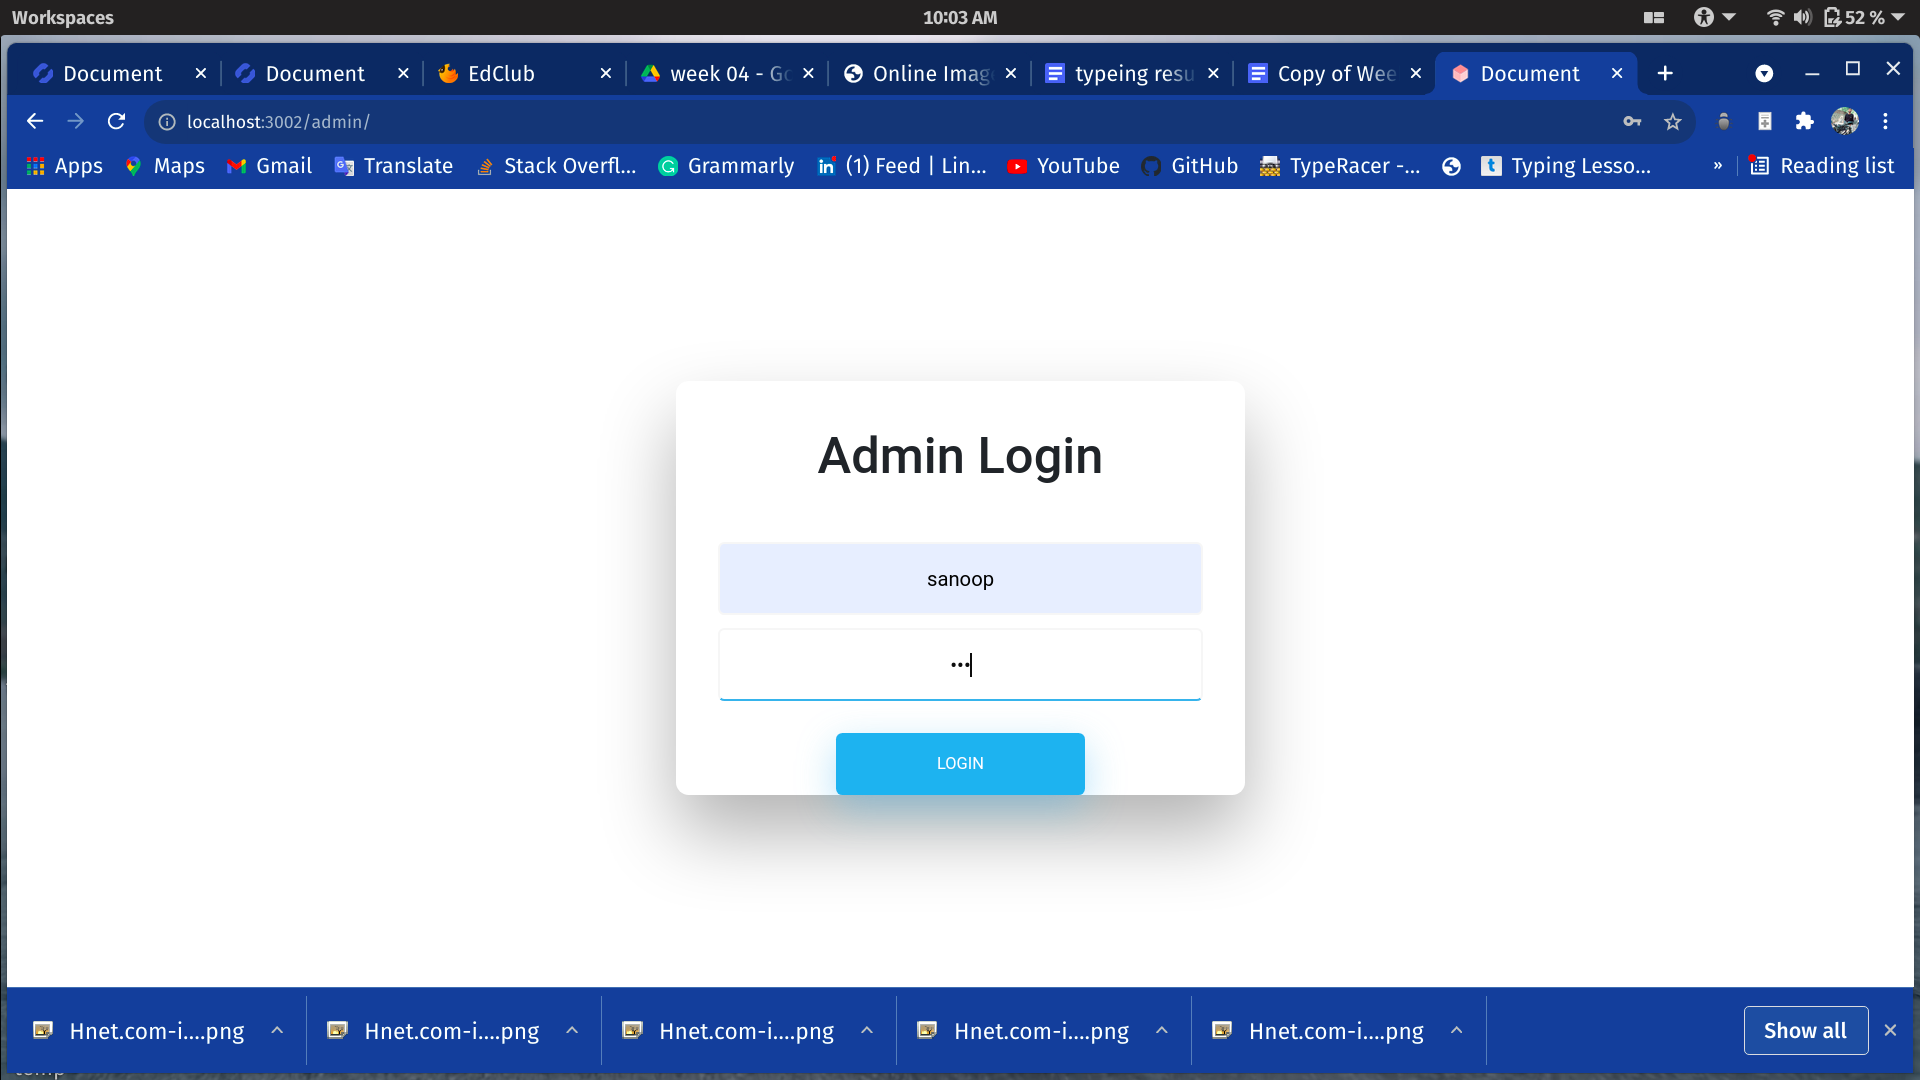 Workspaces 10:03 AM 52 %
Document Document EdClub week 04 - Go Online Imag typeing resu Copy of Wee Document
localhost:3002/admin/
Apps Maps Gmail Translate Stack Overfl... Grammarly (1) Feed | Lin... YouTube GitHub TypeRacer -... Typing Lesso... » Reading list
Admin Login
sanoop
•••
LOGIN
Hnet.com-i....png Hnet.com-i....png Hnet.com-i....png Hnet.com-i....png Hnet.com-i....png Show all